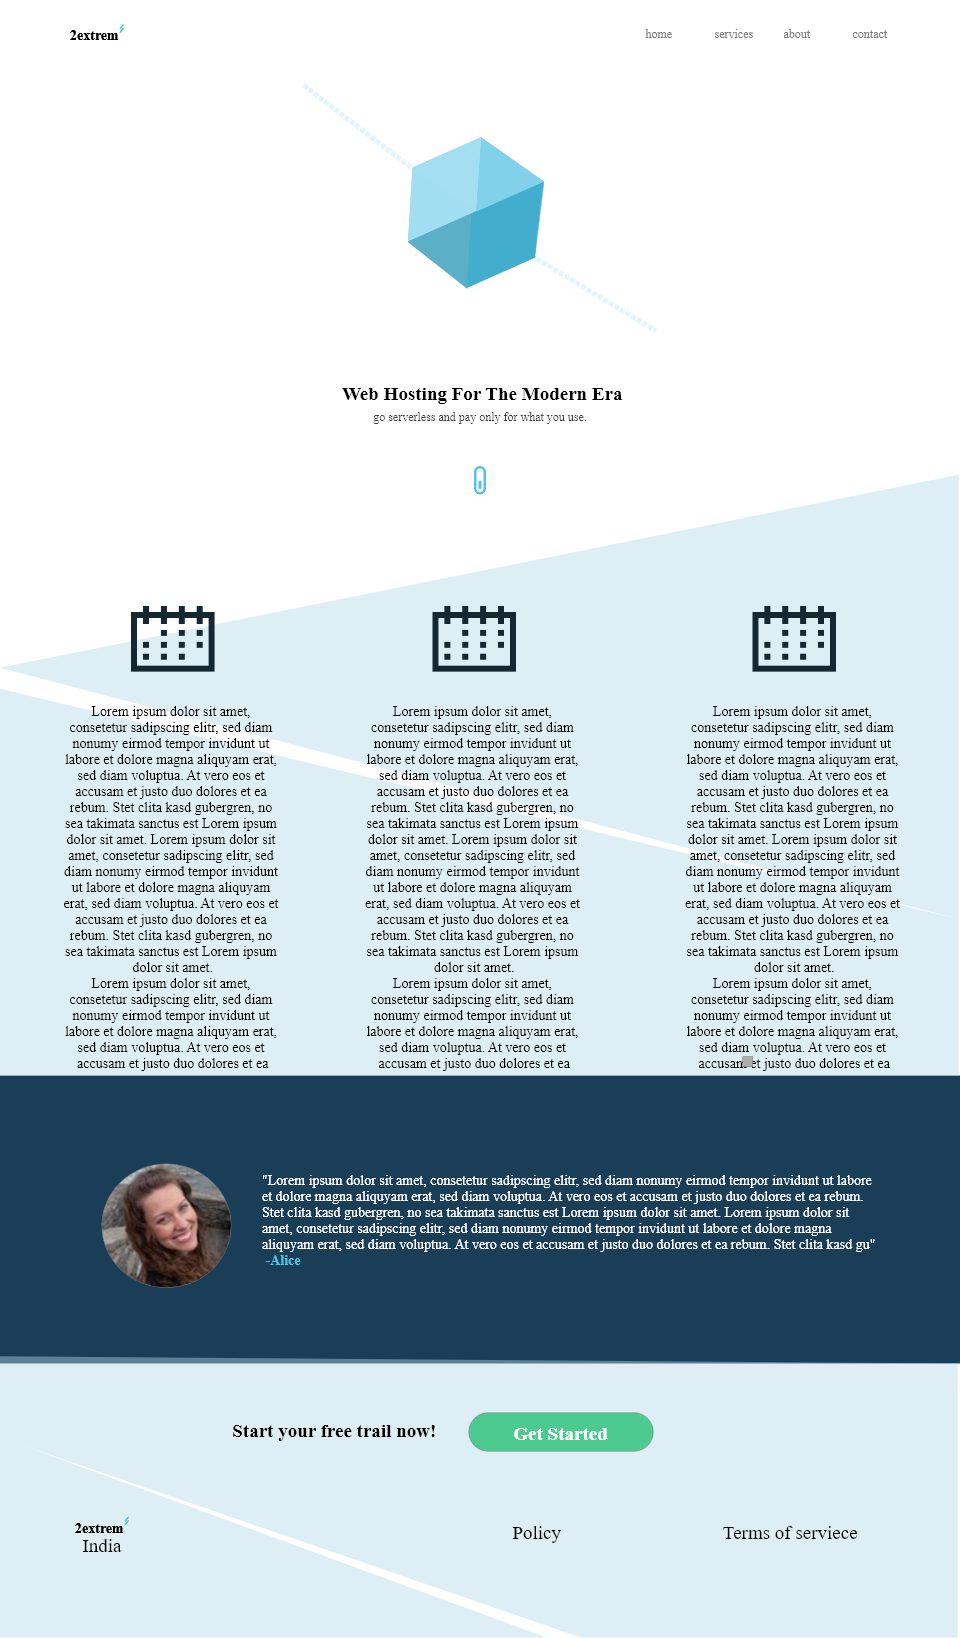 2extrem
home services about contact
Web Hosting For The Modern Era
go serverless and pay only for what you use.
Lorem ipsum dolor sit amet,
consetetur sadipscing elitr, sed diam
nonumy eirmod tempor invidunt ut
labore et dolore magna aliquyam erat,
sed diam voluptua. At vero eos et
accusam et justo duo dolores et ea
rebum. Stet clita kasd gubergren, no
sea takimata sanctus est Lorem ipsum
dolor sit amet. Lorem ipsum dolor sit
amet, consetetur sadipscing elitr, sed
diam nonumy eirmod tempor invidunt
ut labore et dolore magna aliquyam
erat, sed diam voluptua. At vero eos et
accusam et justo duo dolores et ea
rebum. Stet clita kasd gubergren, no
sea takimata sanctus est Lorem ipsum
dolor sit amet.
Lorem ipsum dolor sit amet,
consetetur sadipscing elitr, sed diam
nonumy eirmod tempor invidunt ut
labore et dolore magna aliquyam erat,
sed diam voluptua. At vero eos et
accusam et justo duo dolores et ea
Lorem ipsum dolor sit amet,
consetetur sadipscing elitr, sed diam
nonumy eirmod tempor invidunt ut
labore et dolore magna aliquyam erat,
sed diam voluptua. At vero eos et
accusam et justo duo dolores et ea
rebum. Stet clita kasd gubergren, no
sea takimata sanctus est Lorem ipsum
dolor sit amet. Lorem ipsum dolor sit
amet, consetetur sadipscing elitr, sed
diam nonumy eirmod tempor invidunt
ut labore et dolore magna aliquyam
erat, sed diam voluptua. At vero eos et
accusam et justo duo dolores et ea
rebum. Stet clita kasd gubergren, no
sea takimata sanctus est Lorem ipsum
dolor sit amet.
Lorem ipsum dolor sit amet,
consetetur sadipscing elitr, sed diam
nonumy eirmod tempor invidunt ut
labore et dolore magna aliquyam erat,
sed diam voluptua. At vero eos et
accusam et justo duo dolores et ea
Lorem ipsum dolor sit amet,
consetetur sadipscing elitr, sed diam
nonumy eirmod tempor invidunt ut
labore et dolore magna aliquyam erat,
sed diam voluptua. At vero eos et
accusam et justo duo dolores et ea
rebum. Stet clita kasd gubergren, no
sea takimata sanctus est Lorem ipsum
dolor sit amet. Lorem ipsum dolor sit
amet, consetetur sadipscing elitr, sed
diam nonumy eirmod tempor invidunt
ut labore et dolore magna aliquyam
erat, sed diam voluptua. At vero eos et
accusam et justo duo dolores et ea
rebum. Stet clita kasd gubergren, no
sea takimata sanctus est Lorem ipsum
dolor sit amet.
Lorem ipsum dolor sit amet,
consetetur sadipscing elitr, sed diam
nonumy eirmod tempor invidunt ut
labore et dolore magna aliquyam erat,
sed diam voluptua. At vero eos et
accusam et justo duo dolores et ea
"Lorem ipsum dolor sit amet, consetetur sadipscing elitr, sed diam nonumy eirmod tempor invidunt ut labore
et dolore magna aliquyam erat, sed diam voluptua. At vero eos et accusam et justo duo dolores et ea rebum.
Stet clita kasd gubergren, no sea takimata sanctus est Lorem ipsum dolor sit amet. Lorem ipsum dolor sit
amet, consetetur sadipscing elitr, sed diam nonumy eirmod tempor invidunt ut labore et dolore magna
aliquyam erat, sed diam voluptua. At vero eos et accusam et justo duo dolores et ea rebum. Stet clita kasd gu"
-Alice
Start your free trail now! Get Started
2extrem
India
Policy
Terms of serviece